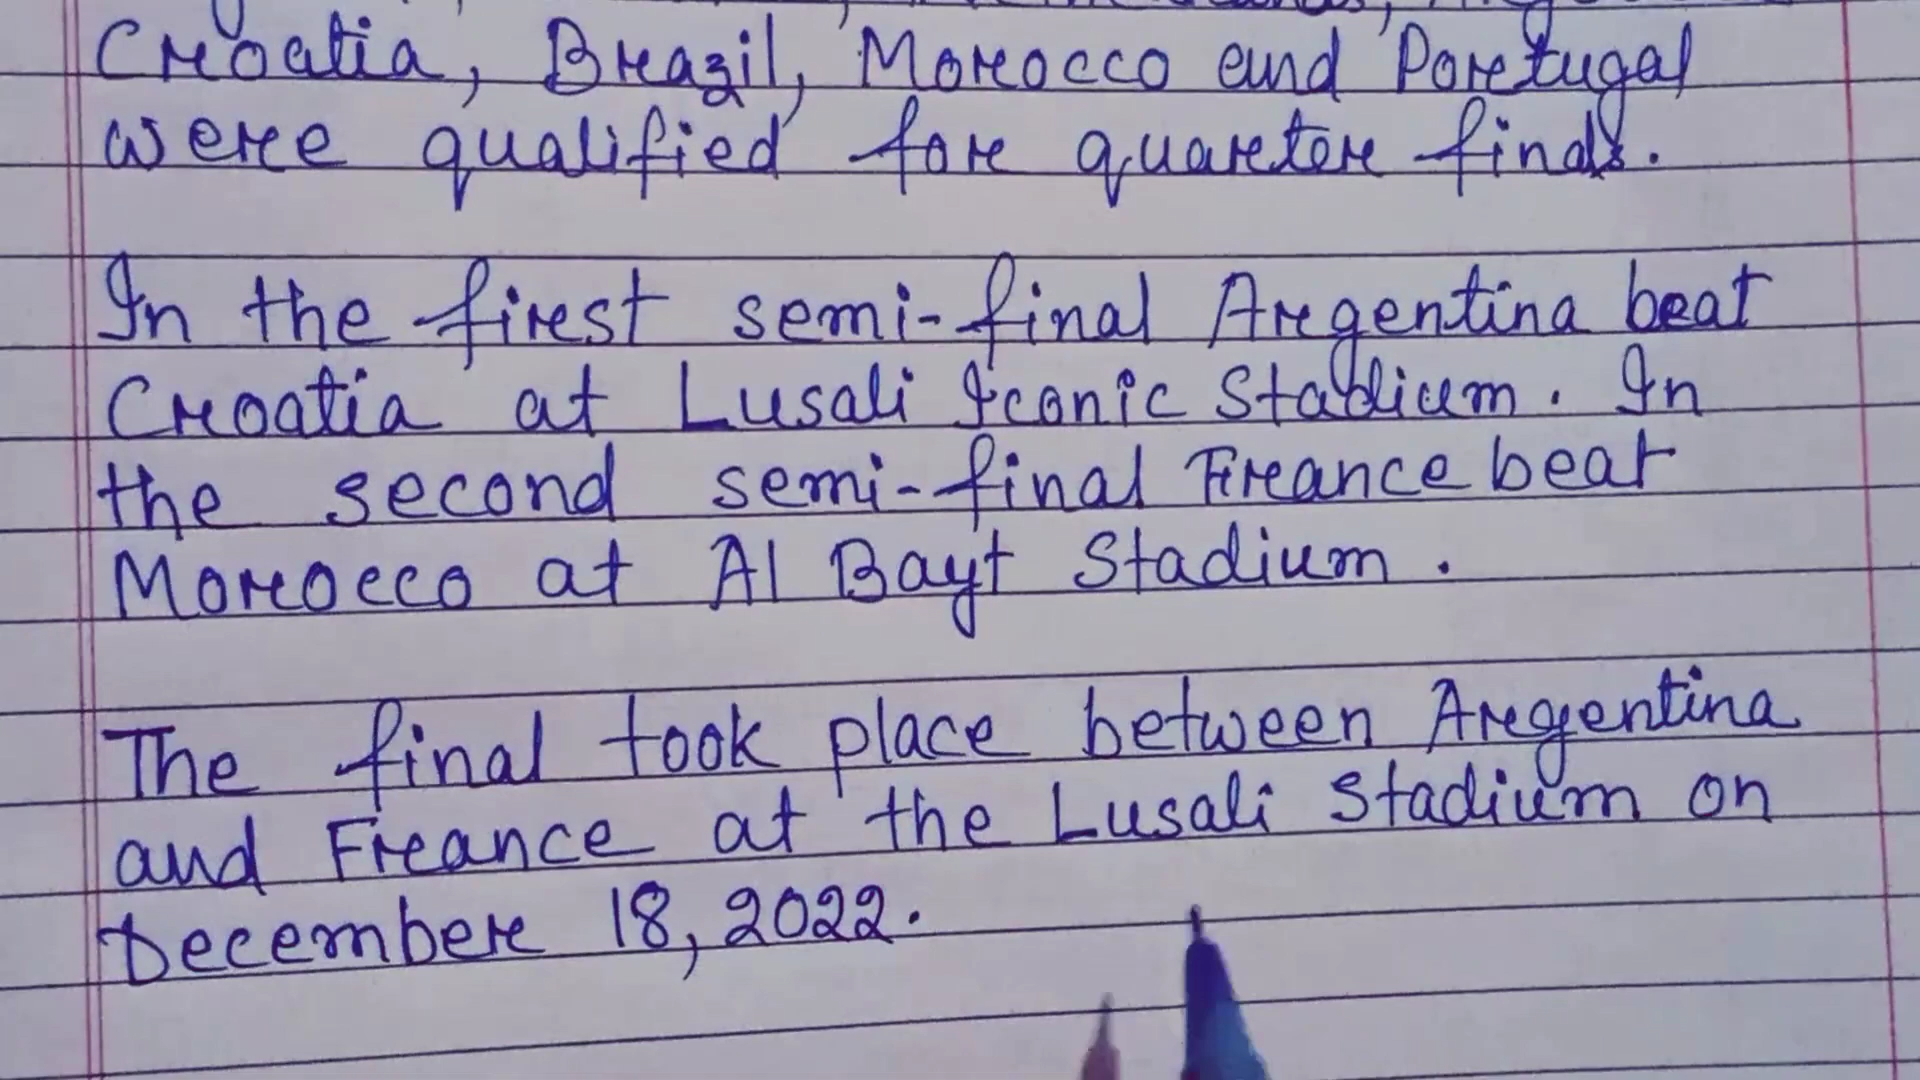 Croatia, Brazil, Morocco and Portugal
were qualified for quarter finals.
In the first semi-final Argentina beat
Croatia at Lusali Iconic Stadium. In
the second semi-final France beat
Morocco at Al Bayt Stadium.
The final took place between Argentina
and France at the Lusali Stadium on
December 18, 2022.